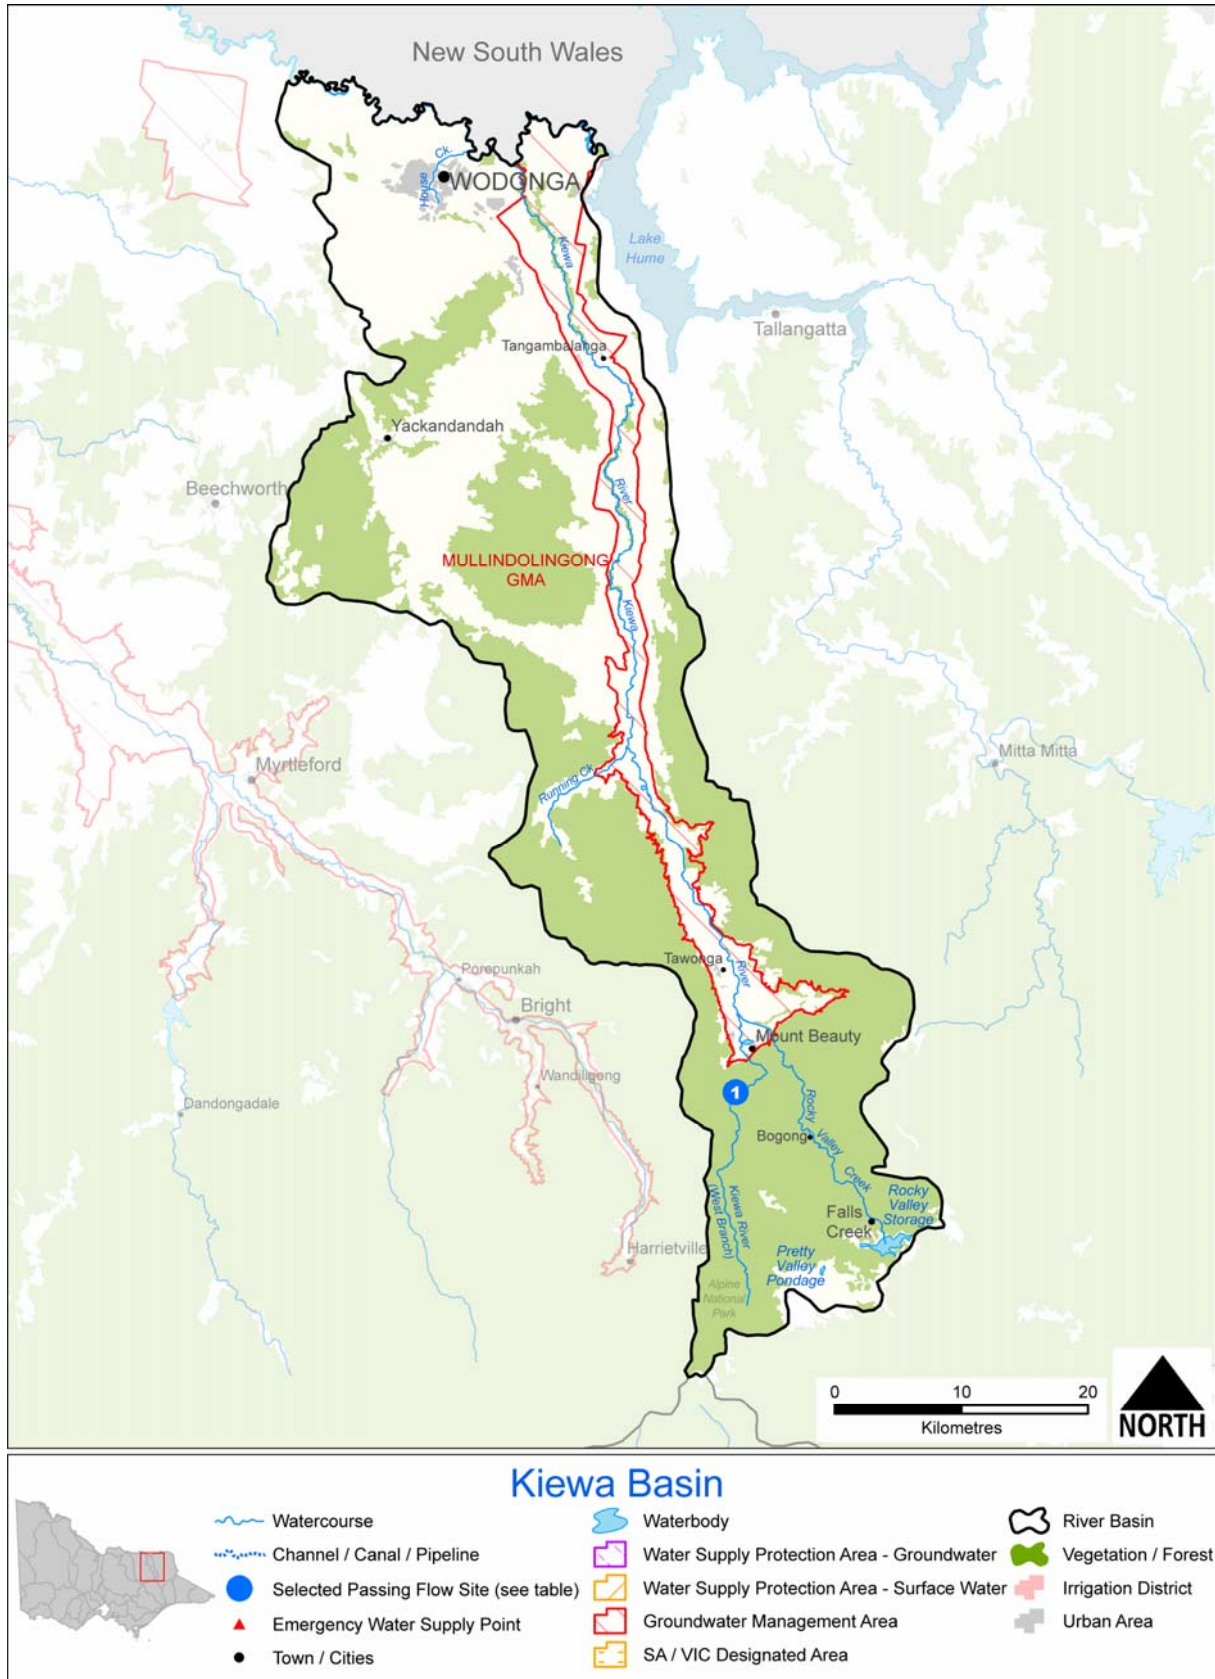 New South Wales
House
Ck.
WODONGA
Kiewa
Lake
Hume
Tallangatta
Tangambalanga
Yackandandah
Beechworth
River
MULLINDOLINGONG
GMA
Kiewa
Myrtleford
Running Ck.
Mitta Mitta
Porepunkah
Tawonga
River
Bright
Mount Beauty
Wandiligong
1
Dandongadale
Rocky
Valley
Creek
Bogong
Rocky
Valley
Storage
Falls
Creek
Kiewa River
(West Branch)
Harrietville
Pretty
Valley
Pondage
Alpine
National
Park
0 10 20
Kilometres
NORTH
Kiewa Basin
Watercourse
Channel / Canal / Pipeline
Selected Passing Flow Site (see table)
Emergency Water Supply Point
Town / Cities
Waterbody
Water Supply Protection Area - Groundwater
Water Supply Protection Area - Surface Water
Groundwater Management Area
SA / VIC Designated Area
River Basin
Vegetation / Forest
Irrigation District
Urban Area